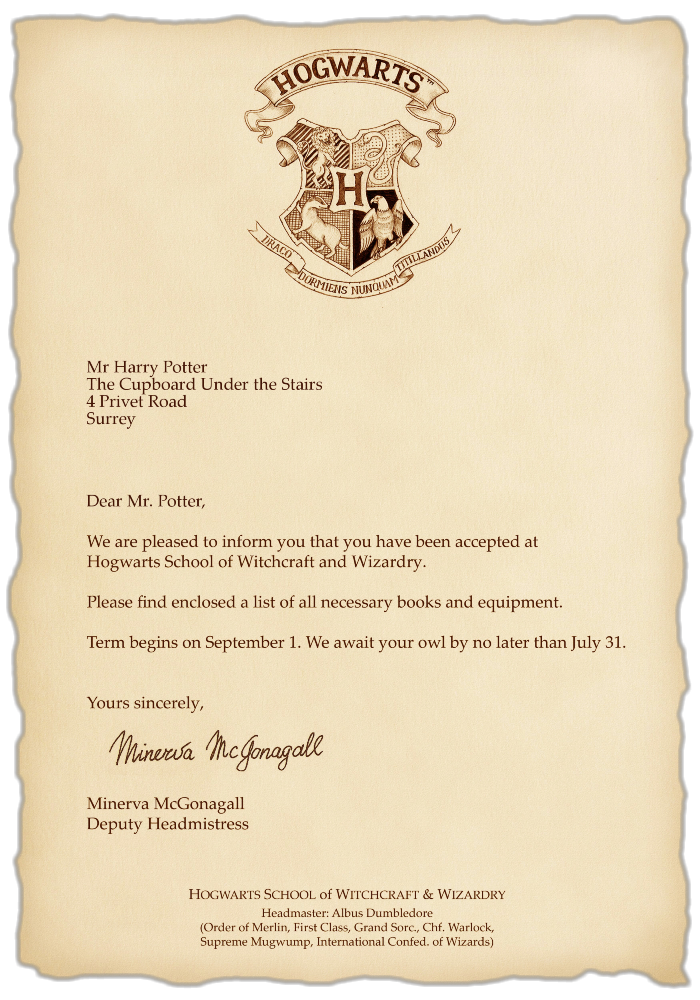 HOGWARTS™
H
DRACO DORMIENS NUNQUAM TITILLANDUS
Mr Harry Potter
The Cupboard Under the Stairs
4 Privet Road
Surrey
Dear Mr. Potter,
We are pleased to inform you that you have been accepted at
Hogwarts School of Witchcraft and Wizardry.
Please find enclosed a list of all necessary books and equipment.
Term begins on September 1. We await your owl by no later than July 31.
Yours sincerely,
Minerva McGonagall
Minerva McGonagall
Deputy Headmistress
HOGWARTS SCHOOL of WITCHCRAFT & WIZARDRY
Headmaster: Albus Dumbledore
(Order of Merlin, First Class, Grand Sorc., Chf. Warlock,
Supreme Mugwump, International Confed. of Wizards)